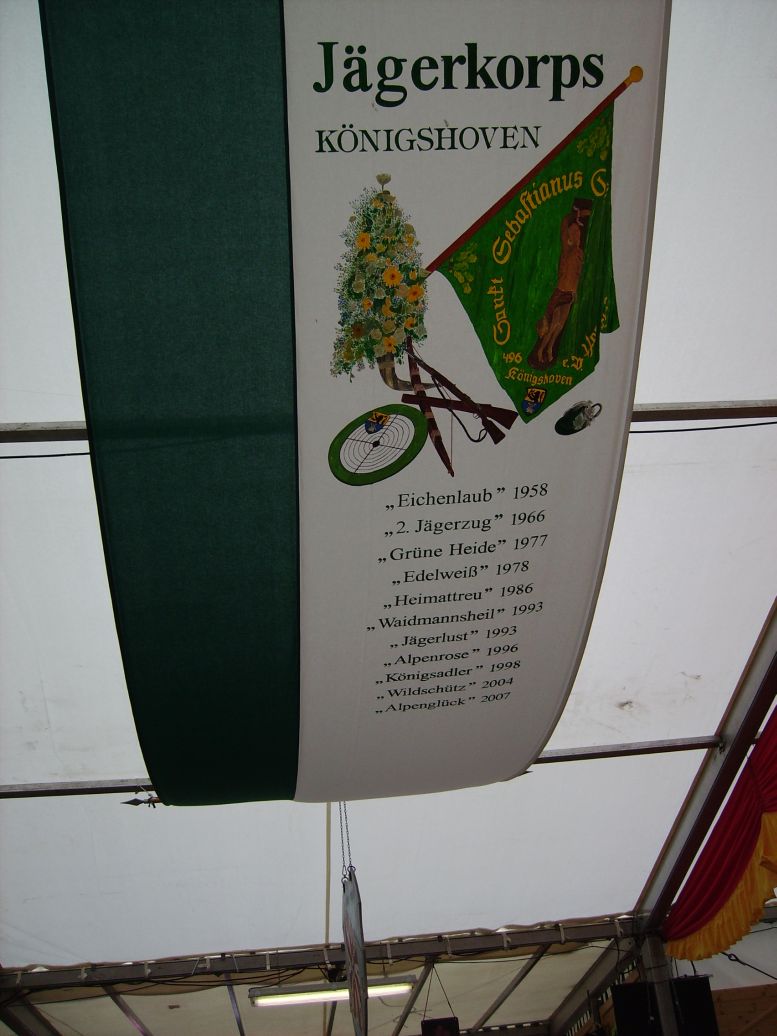 Jägerkorps
KÖNIGSHOVEN
Sankt Sebastianus
496
e.V.
Königshoven
„Eichenlaub” 1958
„2. Jägerzug” 1966
„Grüne Heide” 1977
„Edelweiß” 1978
„Heimattreu” 1986
„Waidmannsheil” 1993
„Jägerlust” 1993
„Alpenrose” 1996
„Königsadler” 1998
„Wildschütz” 2004
„Alpenglück” 2007